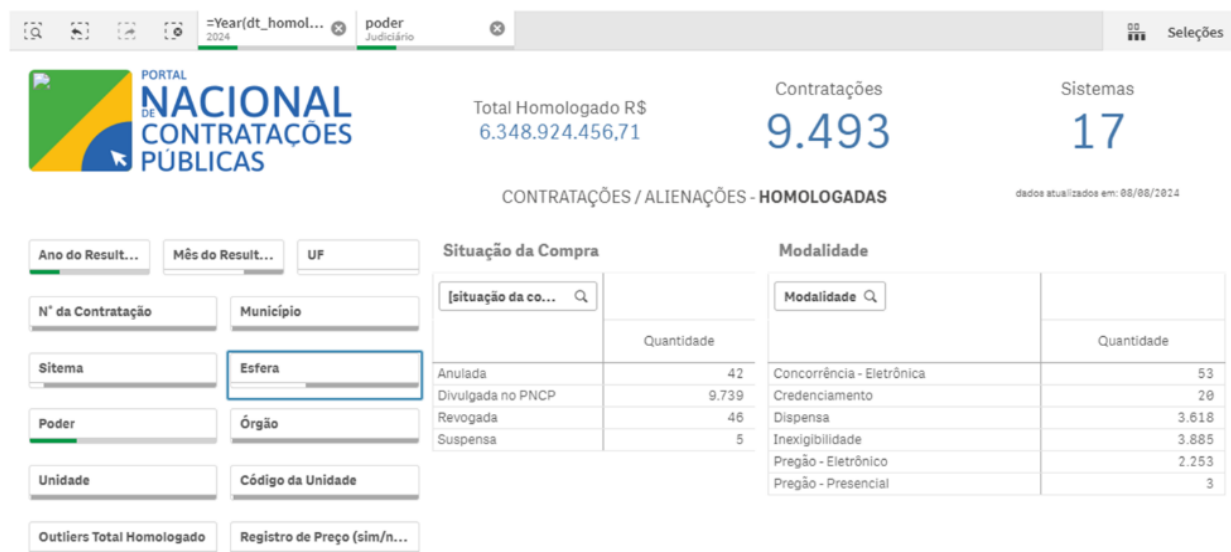 =Year(dt_homol...
2024
poder
Judiciário
Seleções
PORTAL
NACIONAL
DE
CONTRATAÇÕES
PÚBLICAS
Total Homologado R$
6.348.924.456,71
Contratações
9.493
Sistemas
17
CONTRATAÇÕES / ALIENAÇÕES - HOMOLOGADAS
dados atualizados em: 08/08/2024
Ano do Result...
Mês do Result...
UF
N° da Contratação
Município
Sitema
Esfera
Poder
Órgão
Unidade
Código da Unidade
Outliers Total Homologado
Registro de Preço (sim/n...
Situação da Compra
[situação da co...
Quantidade
Anulada 42
Divulgada no PNCP 9.739
Revogada 46
Suspensa 5
Modalidade
Modalidade
Quantidade
Concorrência - Eletrônica 53
Credenciamento 20
Dispensa 3.618
Inexigibilidade 3.885
Pregão - Eletrônico 2.253
Pregão - Presencial 3